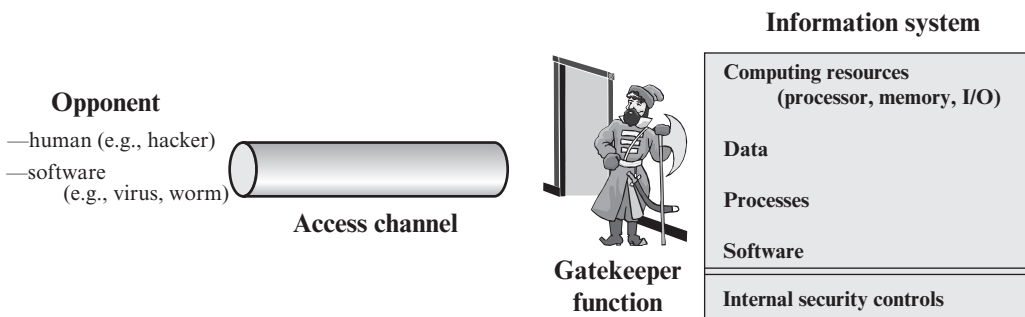 Information system
Opponent
—human (e.g., hacker)
—software
(e.g., virus, worm)
Access channel
Gatekeeper
function
Computing resources
(processor, memory, I/O)
Data
Processes
Software
Internal security controls